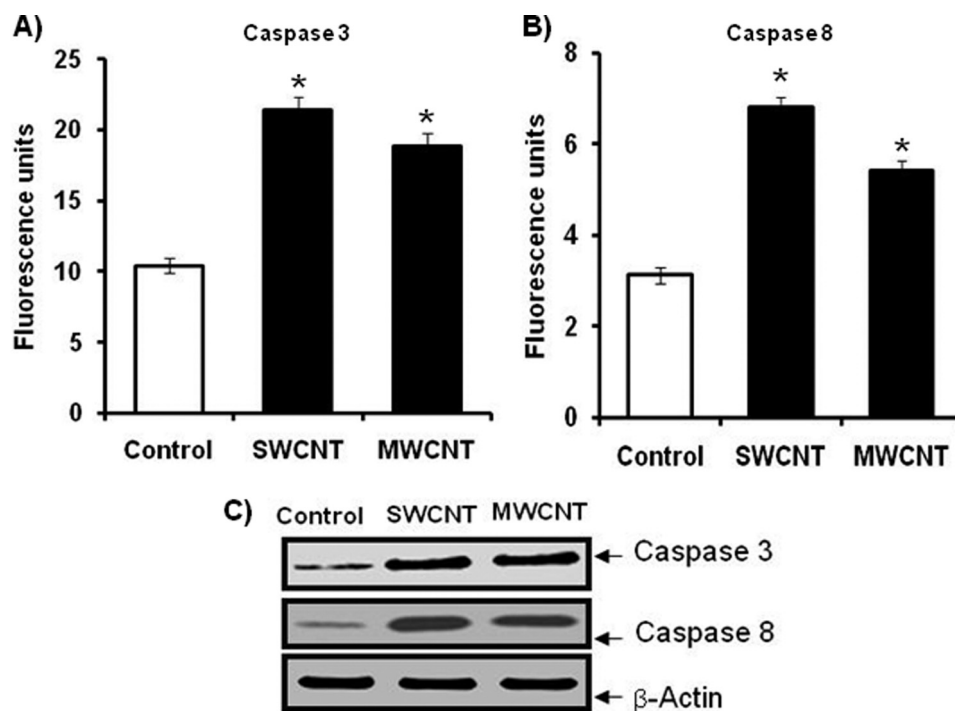 A)
Caspase 3
Fluorescence units
25
20
15
10
5
0
*
*
Control SWCNT MWCNT
B)
Caspase 8
Fluorescence units
8
6
4
2
0
*
*
Control SWCNT MWCNT
C)
Control SWCNT MWCNT
Caspase 3
Caspase 8
β-Actin